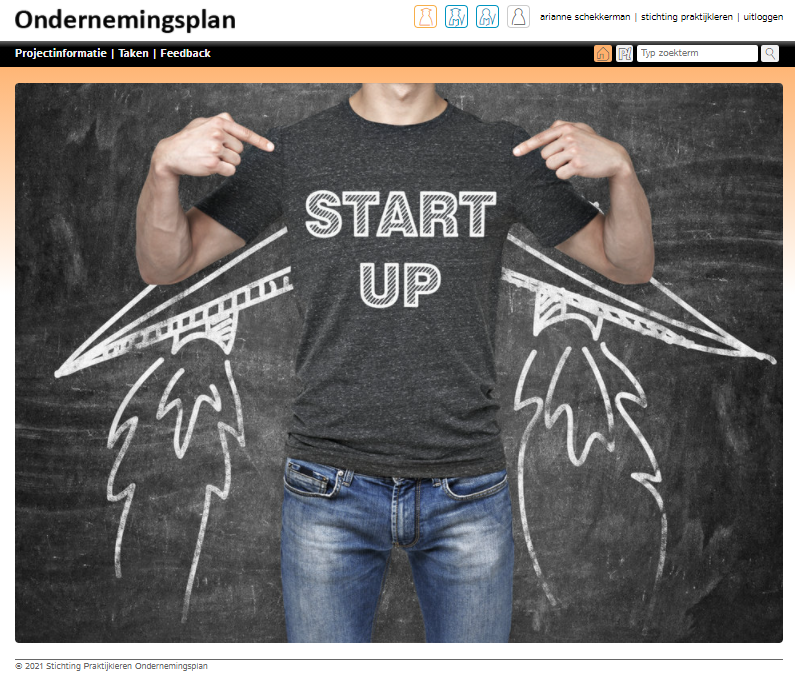 Ondernemingsplan
arianne schekkerman | stichting praktijkleren | uitloggen
Projectinformatie | Taken | Feedback
Typ zoekterm
START
UP
© 2021 Stichting Praktijkleren Ondernemingsplan